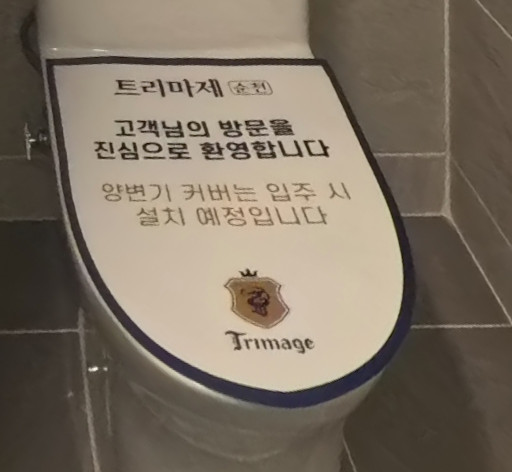 트리마제 순천
고객님의 방문을
진심으로 환영합니다
양변기 커버는 입주 시
설치 예정입니다
Trimage